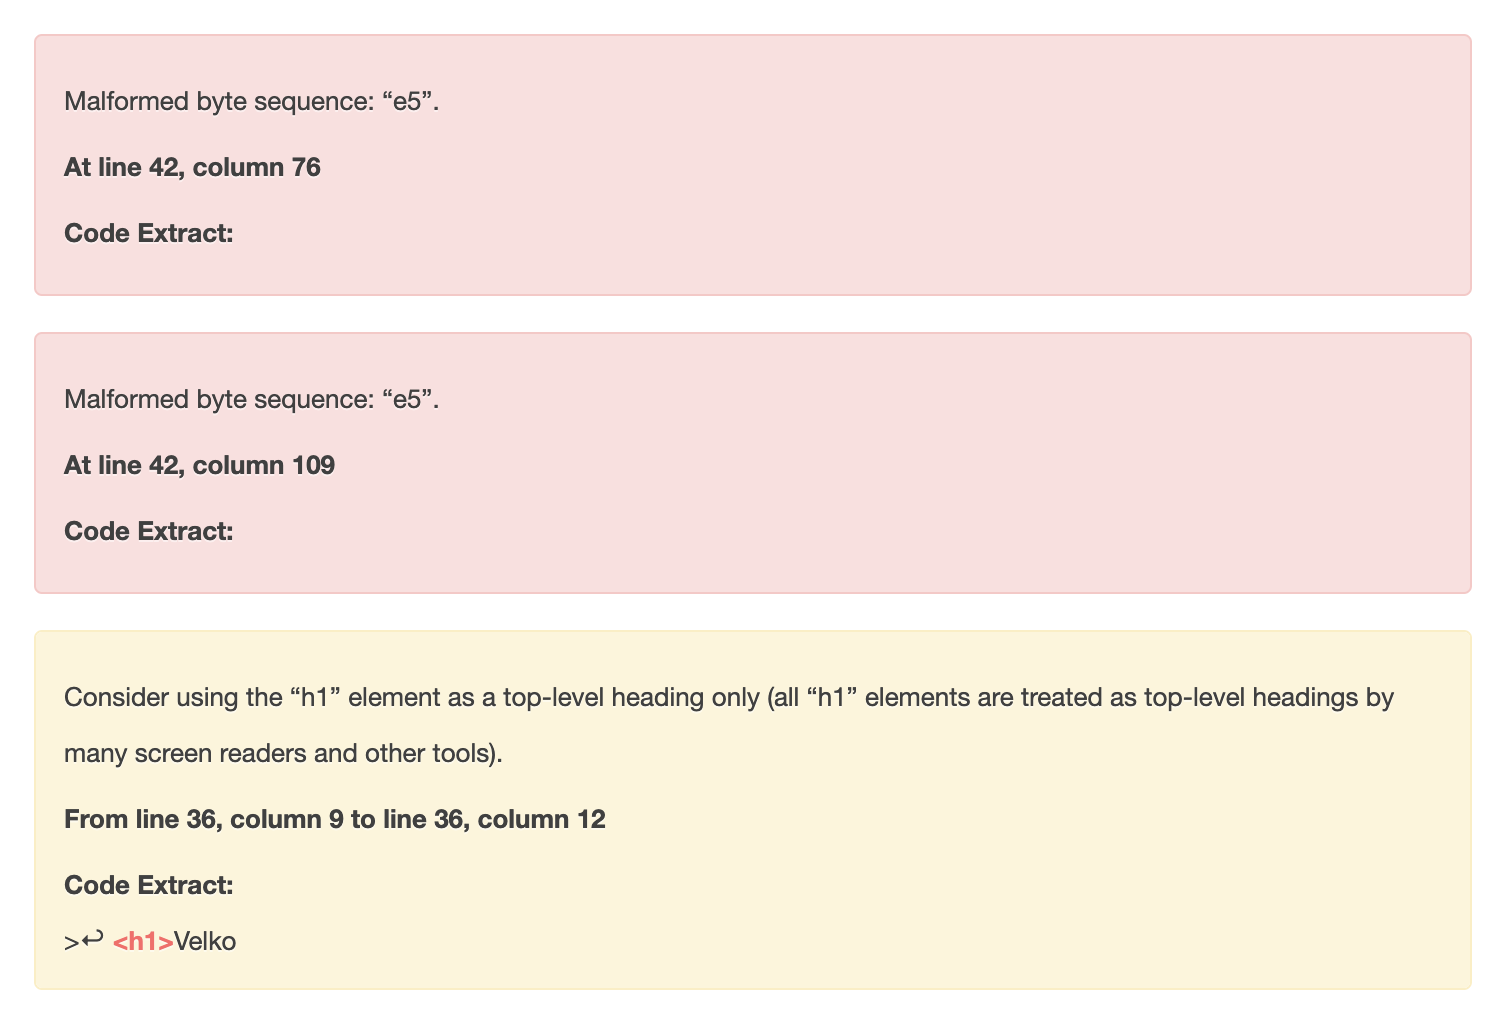 Malformed byte sequence: “e5”.
At line 42, column 76
Code Extract:
Malformed byte sequence: “e5”.
At line 42, column 109
Code Extract:
Consider using the “h1” element as a top-level heading only (all “h1” elements are treated as top-level headings by
many screen readers and other tools).
From line 36, column 9 to line 36, column 12
Code Extract:
>↩ <h1>Velko